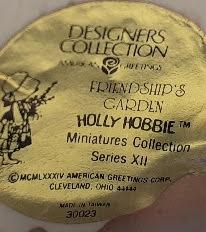 DESIGNERS
COLLECTION
AMERICAN GREETINGS
FRIENDSHIP'S
GARDEN
HOLLY HOBBIE™
Miniatures Collection
Series XII
©MCMLXXXIV AMERICAN GREETINGS CORP.
CLEVELAND, OHIO 44144
MADE IN TAIWAN
30023